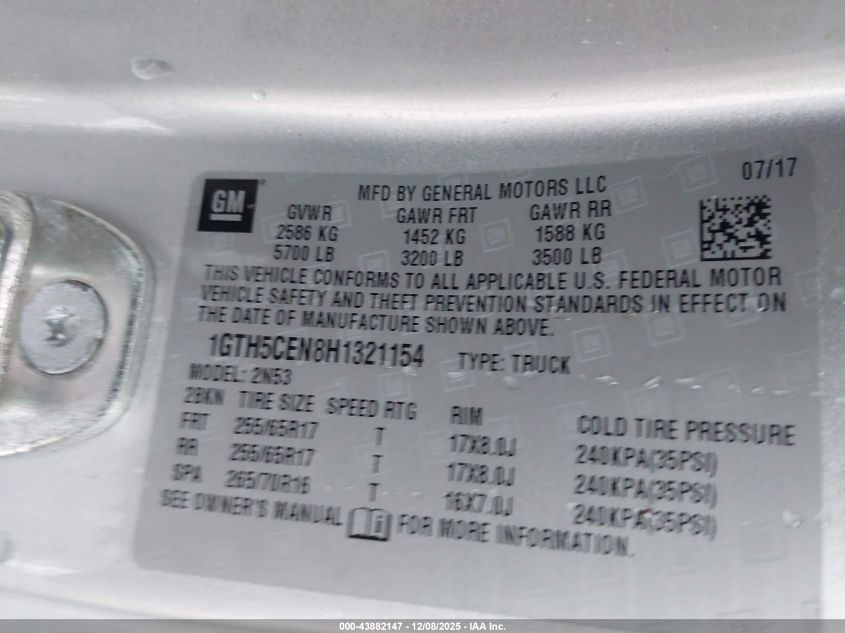 07/17
GM
MFD BY GENERAL MOTORS LLC
GVWR GAWR FRT GAWR RR
2586 KG 1452 KG 1588 KG
5700 LB 3200 LB 3500 LB
THIS VEHICLE CONFORMS TO ALL APPLICABLE U.S. FEDERAL MOTOR
VEHICLE SAFETY AND THEFT PREVENTION STANDARDS IN EFFECT ON
THE DATE OF MANUFACTURE SHOWN ABOVE.
1GTH5CEN8H1321154 TYPE: TRUCK
MODEL: 2N53
2BKN TIRE SIZE SPEED RTG RIM COLD TIRE PRESSURE
FRT 255/65R17 T 17X8.0J 240KPA(35PSI)
RR 255/65R17 T 17X8.0J 240KPA(35PSI)
SPA 265/70R16 T 16X7.0J 240KPA(35PSI)
SEE OWNER'S MANUAL FOR MORE INFORMATION.
000-43882147 - 12/08/2025 - IAA Inc.